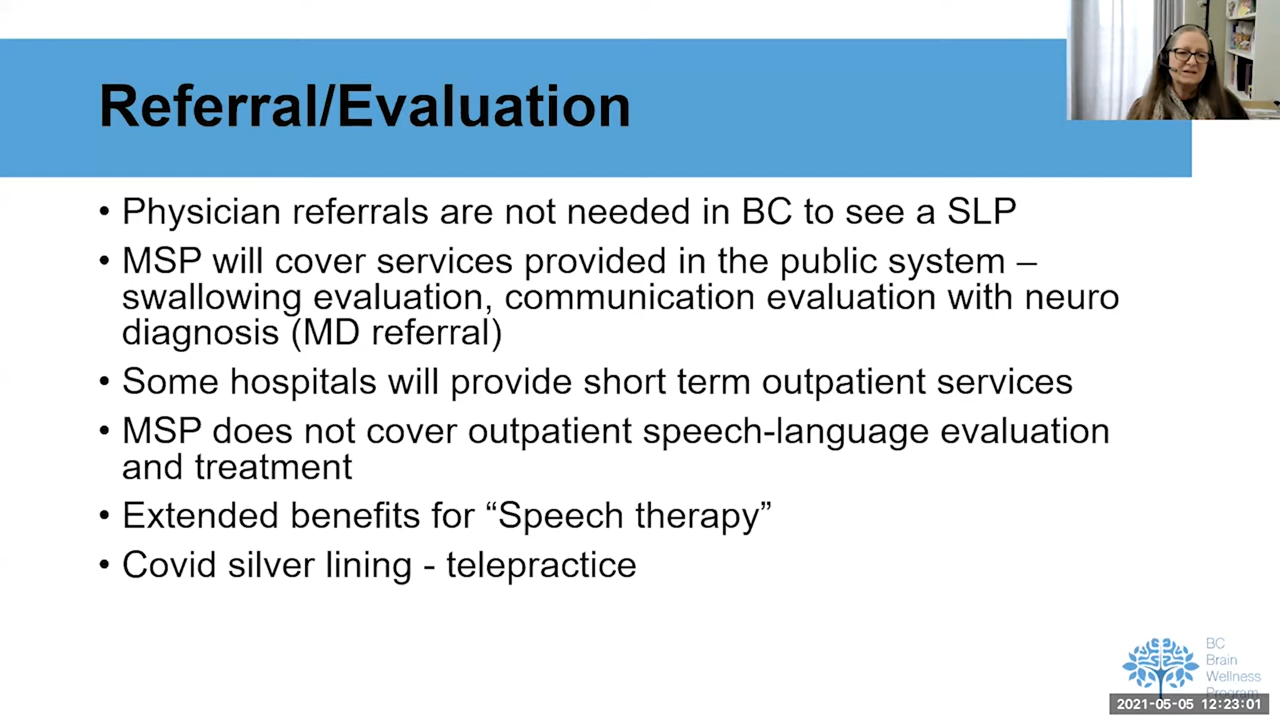 Referral/Evaluation
• Physician referrals are not needed in BC to see a SLP
• MSP will cover services provided in the public system –
swallowing evaluation, communication evaluation with neuro
diagnosis (MD referral)
• Some hospitals will provide short term outpatient services
• MSP does not cover outpatient speech-language evaluation
and treatment
• Extended benefits for “Speech therapy”
• Covid silver lining - telepractice
BC
Brain
Wellness
Program
2021-05-05 12:23:01